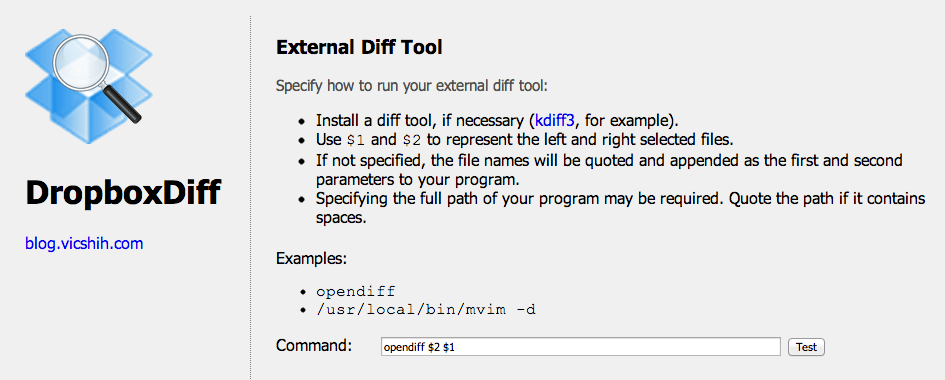 DropboxDiff
blog.vicshih.com
External Diff Tool
Specify how to run your external diff tool:
Install a diff tool, if necessary (kdiff3, for example).
Use $1 and $2 to represent the left and right selected files.
If not specified, the file names will be quoted and appended as the first and second
parameters to your program.
Specifying the full path of your program may be required. Quote the path if it contains
spaces.
Examples:
opendiff
/usr/local/bin/mvim -d
Command: opendiff $2 $1 Test